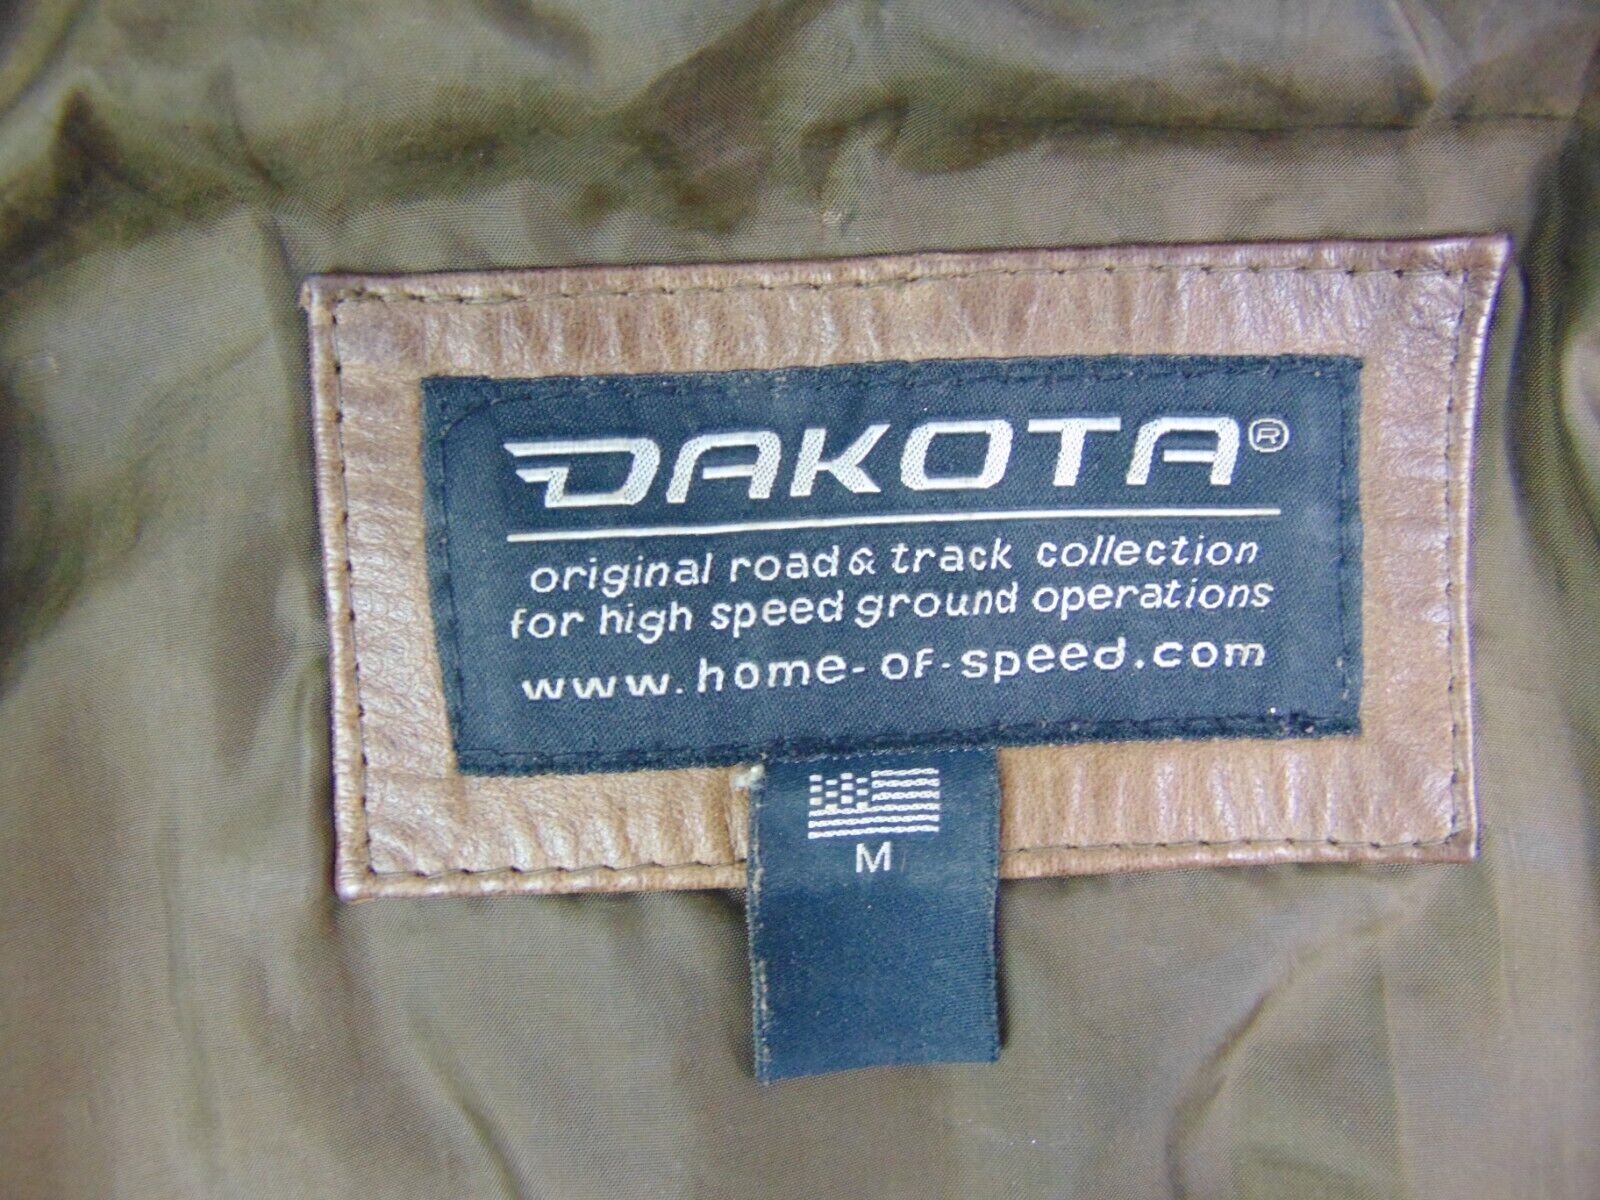 DAKOTA®
original road & track collection
for high speed ground operations
www.home-of-speed.com
M